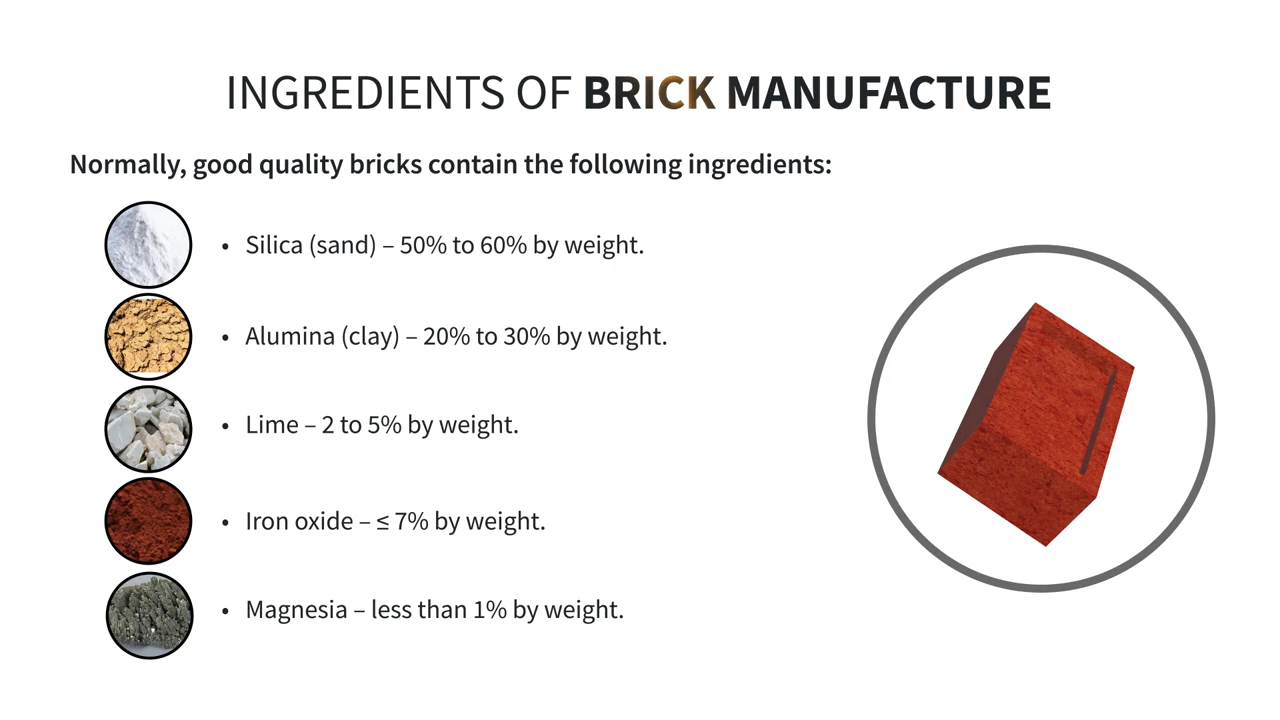 INGREDIENTS OF BRICK MANUFACTURE
Normally, good quality bricks contain the following ingredients:
• Silica (sand) – 50% to 60% by weight.
• Alumina (clay) – 20% to 30% by weight.
• Lime – 2 to 5% by weight.
• Iron oxide – ≤ 7% by weight.
• Magnesia – less than 1% by weight.